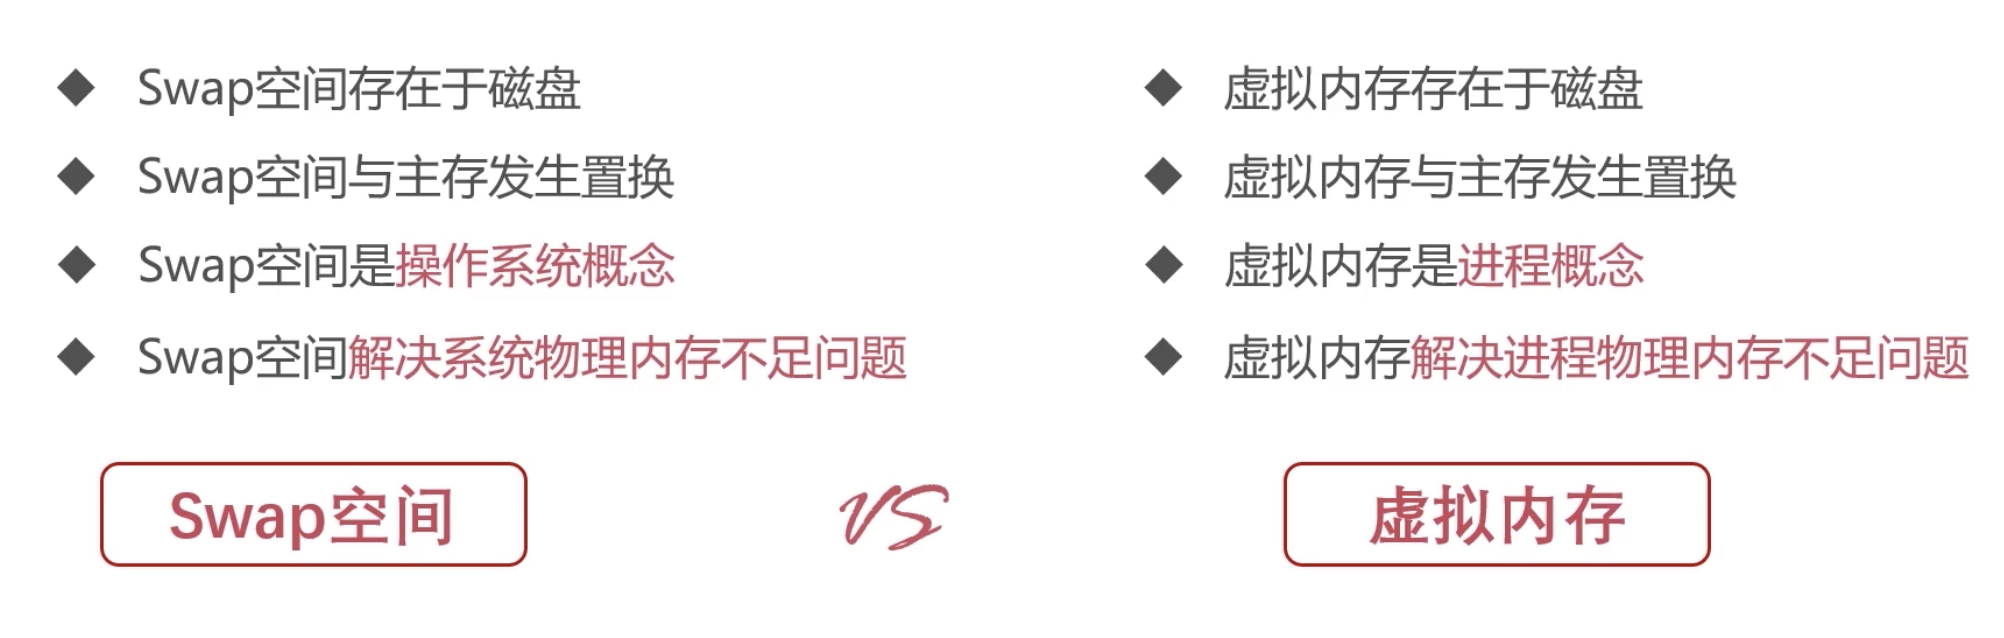 Swap空间存在于磁盘
Swap空间与主存发生置换
Swap空间是操作系统概念
Swap空间解决系统物理内存不足问题
Swap空间
VS
虚拟内存存在于磁盘
虚拟内存与主存发生置换
虚拟内存是进程概念
虚拟内存解决进程物理内存不足问题
虚拟内存